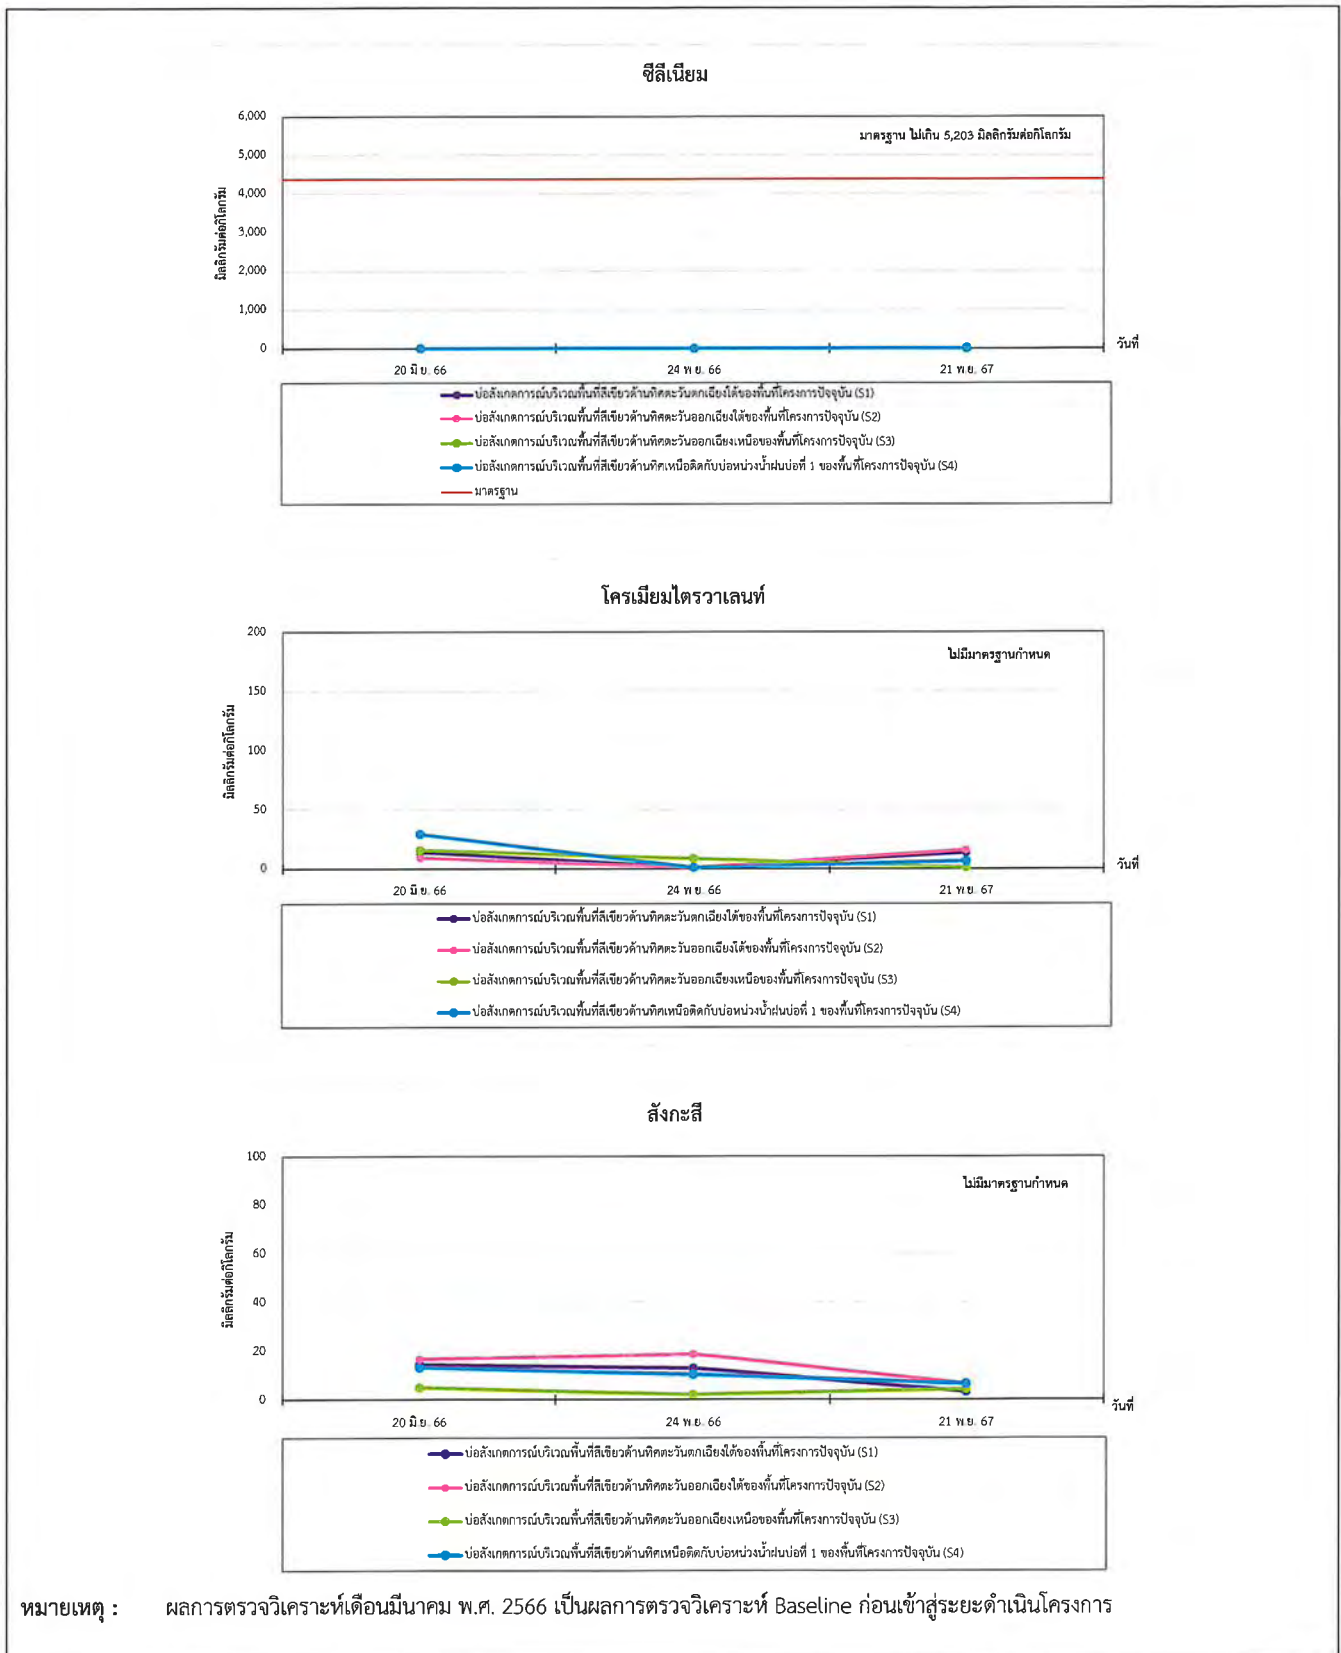 ซีลีเนียม
มาตรฐาน ไม่เกิน 5,203 มิลลิกรัมต่อกิโลกรัม
มิลลิกรัมต่อกิโลกรัม
6,000
5,000
4,000
3,000
2,000
1,000
0
20 มิ.ย. 66
24 พ.ย. 66
21 พ.ย. 67
วันที่
บ่อสังเกตการณ์บริเวณพื้นที่สีเขียวด้านทิศตะวันตกเฉียงใต้ของพื้นที่โครงการปัจจุบัน (S1)
บ่อสังเกตการณ์บริเวณพื้นที่สีเขียวด้านทิศตะวันออกเฉียงใต้ของพื้นที่โครงการปัจจุบัน (S2)
บ่อสังเกตการณ์บริเวณพื้นที่สีเขียวด้านทิศตะวันออกเฉียงเหนือของพื้นที่โครงการปัจจุบัน (S3)
บ่อสังเกตการณ์บริเวณพื้นที่สีเขียวด้านทิศเหนือติดกับบ่อหน่วงน้ำฝนบ่อที่ 1 ของพื้นที่โครงการปัจจุบัน (S4)
มาตรฐาน
โครเมียมไตรวาเลนท์
ไม่มีมาตรฐานกำหนด
มิลลิกรัมต่อกิโลกรัม
200
150
100
50
0
20 มิ.ย. 66
24 พ.ย. 66
21 พ.ย. 67
วันที่
บ่อสังเกตการณ์บริเวณพื้นที่สีเขียวด้านทิศตะวันตกเฉียงใต้ของพื้นที่โครงการปัจจุบัน (S1)
บ่อสังเกตการณ์บริเวณพื้นที่สีเขียวด้านทิศตะวันออกเฉียงใต้ของพื้นที่โครงการปัจจุบัน (S2)
บ่อสังเกตการณ์บริเวณพื้นที่สีเขียวด้านทิศตะวันออกเฉียงเหนือของพื้นที่โครงการปัจจุบัน (S3)
บ่อสังเกตการณ์บริเวณพื้นที่สีเขียวด้านทิศเหนือติดกับบ่อหน่วงน้ำฝนบ่อที่ 1 ของพื้นที่โครงการปัจจุบัน (S4)
สังกะสี
ไม่มีมาตรฐานกำหนด
มิลลิกรัมต่อกิโลกรัม
100
80
60
40
20
0
20 มิ.ย. 66
24 พ.ย. 66
21 พ.ย. 67
วันที่
บ่อสังเกตการณ์บริเวณพื้นที่สีเขียวด้านทิศตะวันตกเฉียงใต้ของพื้นที่โครงการปัจจุบัน (S1)
บ่อสังเกตการณ์บริเวณพื้นที่สีเขียวด้านทิศตะวันออกเฉียงใต้ของพื้นที่โครงการปัจจุบัน (S2)
บ่อสังเกตการณ์บริเวณพื้นที่สีเขียวด้านทิศตะวันออกเฉียงเหนือของพื้นที่โครงการปัจจุบัน (S3)
บ่อสังเกตการณ์บริเวณพื้นที่สีเขียวด้านทิศเหนือติดกับบ่อหน่วงน้ำฝนบ่อที่ 1 ของพื้นที่โครงการปัจจุบัน (S4)
หมายเหตุ : ผลการตรวจวิเคราะห์เดือนมีนาคม พ.ศ. 2566 เป็นผลการตรวจวิเคราะห์ Baseline ก่อนเข้าสู่ระยะดำเนินโครงการ